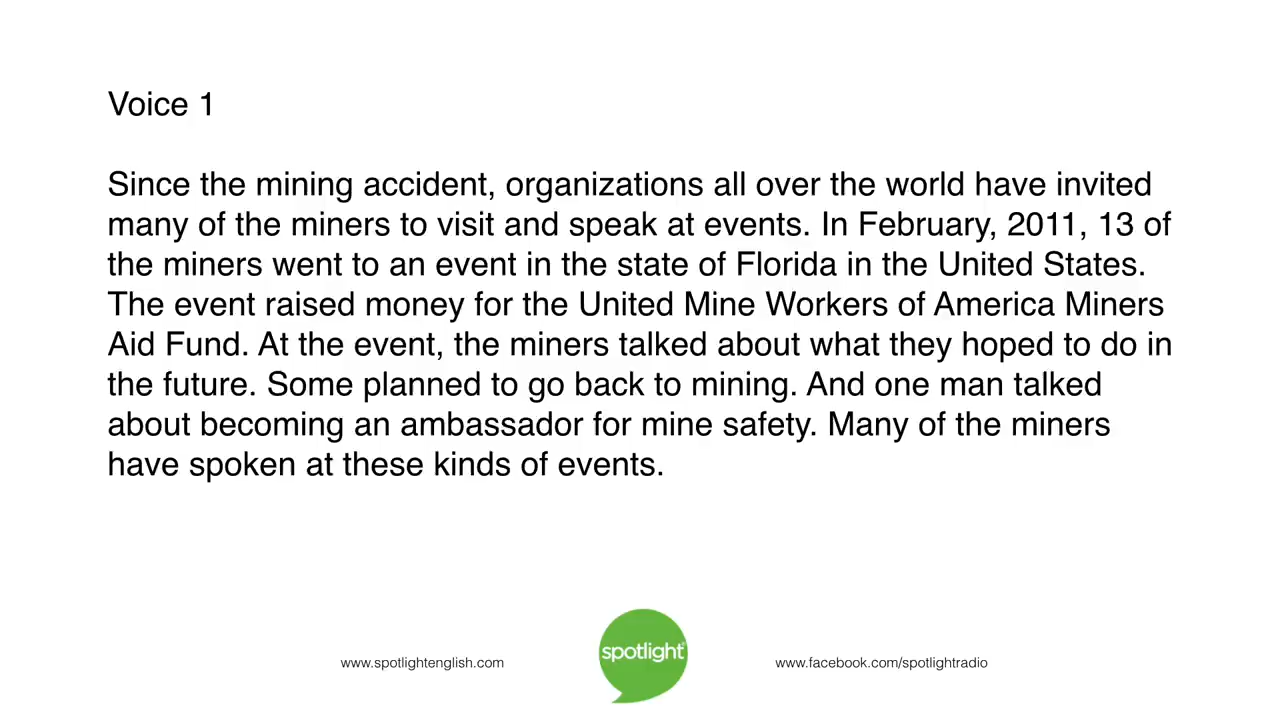 Voice 1
Since the mining accident, organizations all over the world have invited
many of the miners to visit and speak at events. In February, 2011, 13 of
the miners went to an event in the state of Florida in the United States.
The event raised money for the United Mine Workers of America Miners
Aid Fund. At the event, the miners talked about what they hoped to do in
the future. Some planned to go back to mining. And one man talked
about becoming an ambassador for mine safety. Many of the miners
have spoken at these kinds of events.
www.spotlightenglish.com
spotlight®
www.facebook.com/spotlightradio